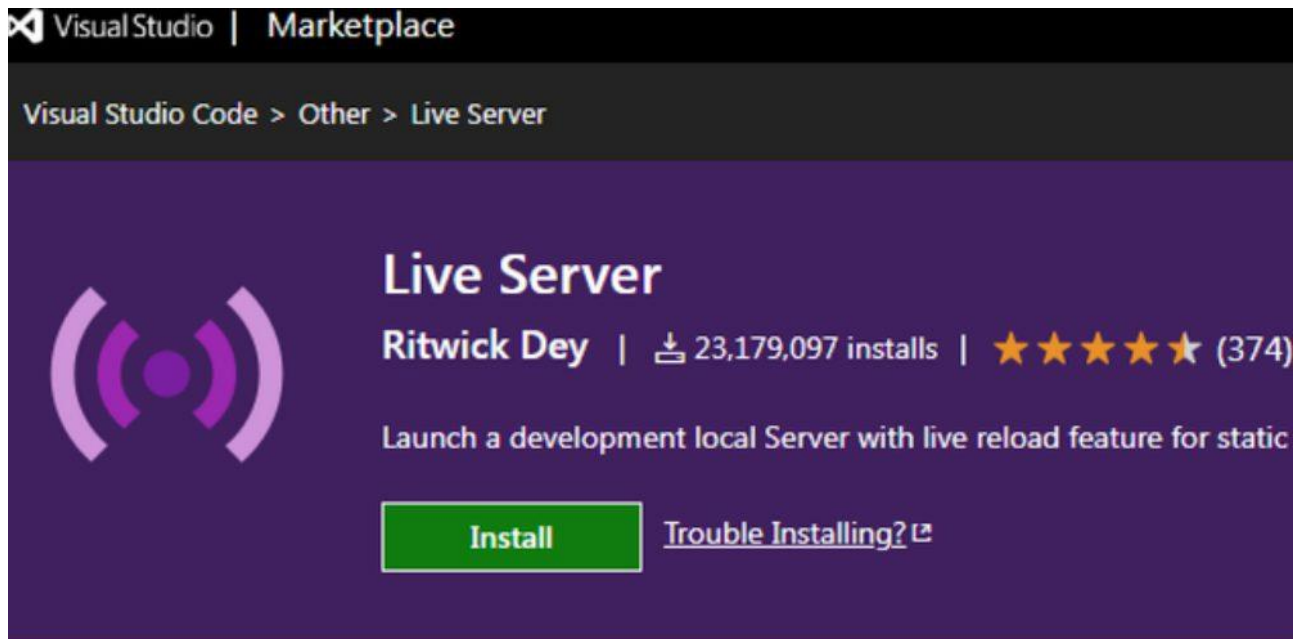 Visual Studio | Marketplace
Visual Studio Code > Other > Live Server
Live Server
Ritwick Dey | 23,179,097 installs | (374)
Launch a development local Server with live reload feature for static
Install Trouble Installing?